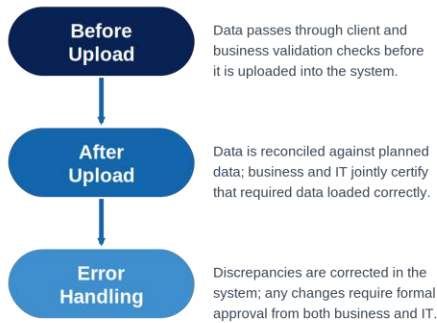 Before
Upload
Data passes through client and
business validation checks before
it is uploaded into the system.
After
Upload
Data is reconciled against planned
data; business and IT jointly certify
that required data loaded correctly.
Error
Handling
Discrepancies are corrected in the
system; any changes require formal
approval from both business and IT.